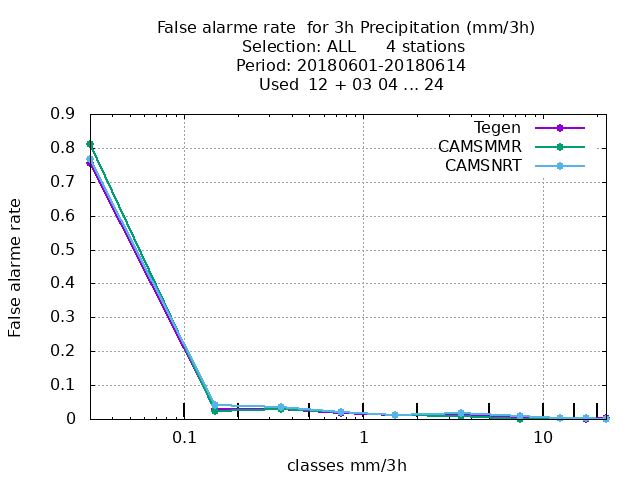 False alarme rate  for 3h Precipitation (mm/3h)
Selection: ALL      4 stations
Period: 20180601-20180614
Used  12 + 03 04 ... 24
Tegen
CAMSMMR
CAMSNRT
False alarme rate
0.9
0.8
0.7
0.6
0.5
0.4
0.3
0.2
0.1
0
0.1 1 10
classes mm/3h